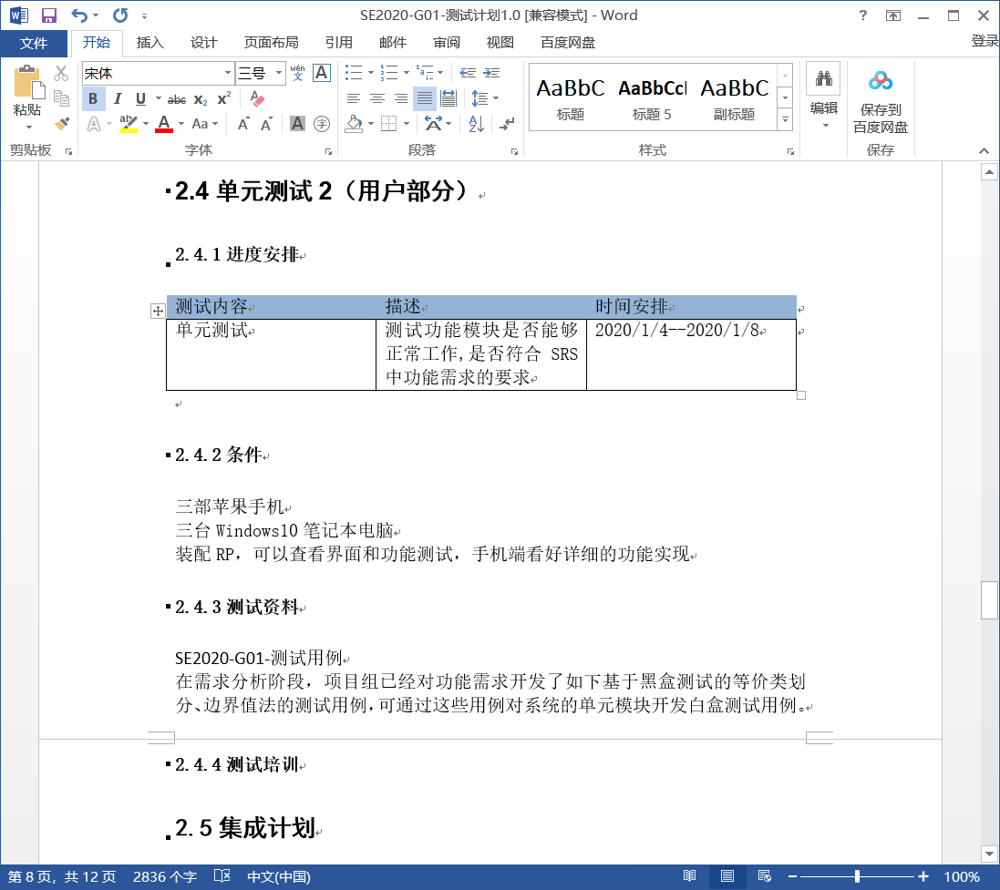 SE2020-G01-测试计划1.0 [兼容模式] - Word
文件 开始 插入 设计 页面布局 引用 邮件 审阅 视图 百度网盘 登录
宋体 三号 wén 文 A
粘贴 B I U abc X₂ X² AaBbC AaBbCcl AaBbC 编辑 保存到
A ab A Aa A A A 字 A Z 标题 标题 5 副标题 百度网盘
剪贴板 字体 段落 样式 保存
2.4 单元测试 2（用户部分）
2.4.1 进度安排
测试内容 描述 时间安排
单元测试 测试功能模块是否能够 2020/1/4--2020/1/8
正常工作,是否符合 SRS
中功能需求的要求
2.4.2 条件
三部苹果手机
三台 Windows10 笔记本电脑
装配 RP，可以查看界面和功能测试，手机端看好详细的功能实现
2.4.3 测试资料
SE2020-G01-测试用例
在需求分析阶段，项目组已经对功能需求开发了如下基于黑盒测试的等价类划
分、边界值法的测试用例，可通过这些用例对系统的单元模块开发白盒测试用例。
2.4.4 测试培训
2.5 集成计划
第 8 页，共 12 页 2836 个字 中文(中国) 100%